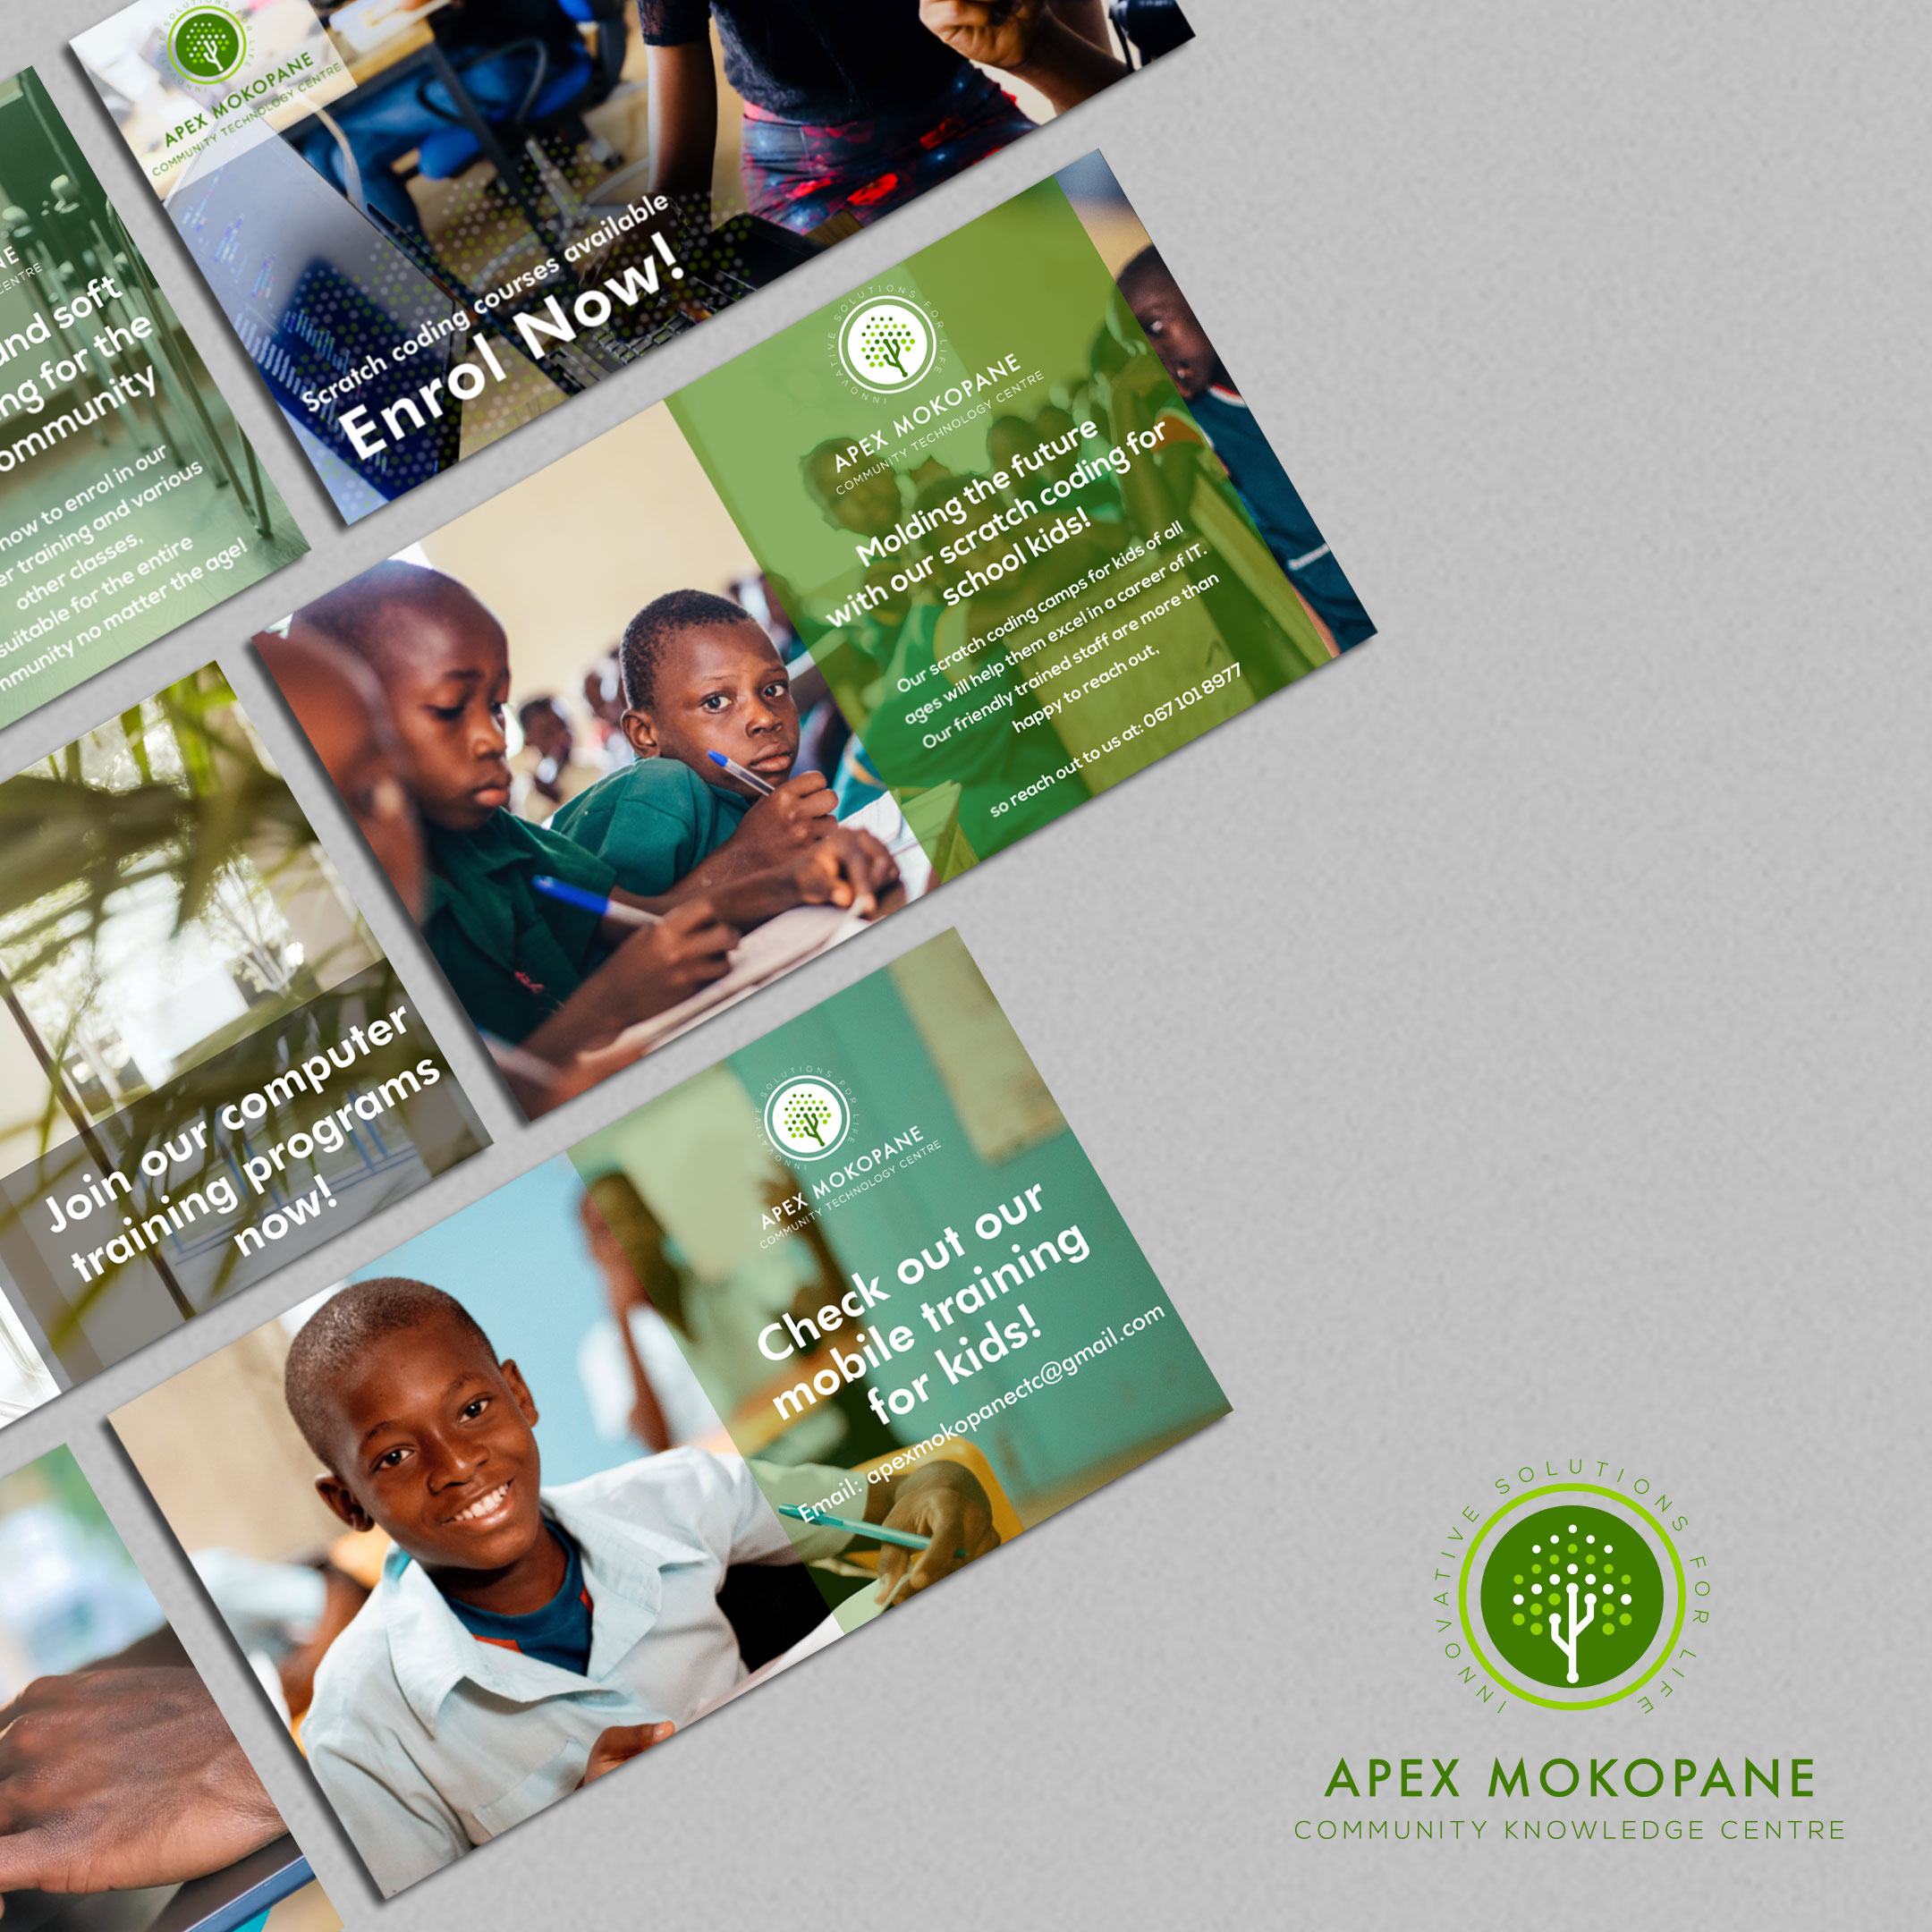 INNOVATIVE SOLUTIONS FOR LIFE
APEX MOKOPANE
COMMUNITY TECHNOLOGY CENTRE
Scratch coding courses available
Enrol Now!
CENTRE
and soft
for the
now to enrol in our
training and various
other classes,
suitable for the entire
no matter the age!
INNOVATIVE SOLUTIONS FOR LIFE
APEX MOKOPANE
COMMUNITY TECHNOLOGY CENTRE
Molding the future
with our scratch coding for
school kids!
Our scratch coding camps for kids of all
ages will help them excel in a career of IT.
Our friendly trained staff are more than
happy to reach out,
so reach out to us at: 067 101 8977
Join our computer
training programs
now!
INNOVATIVE SOLUTIONS FOR LIFE
APEX MOKOPANE
COMMUNITY TECHNOLOGY CENTRE
Check out our
mobile training
for kids!
Email: apexmokopanectc@gmail.com
INNOVATIVE SOLUTIONS FOR LIFE
APEX MOKOPANE
COMMUNITY KNOWLEDGE CENTRE